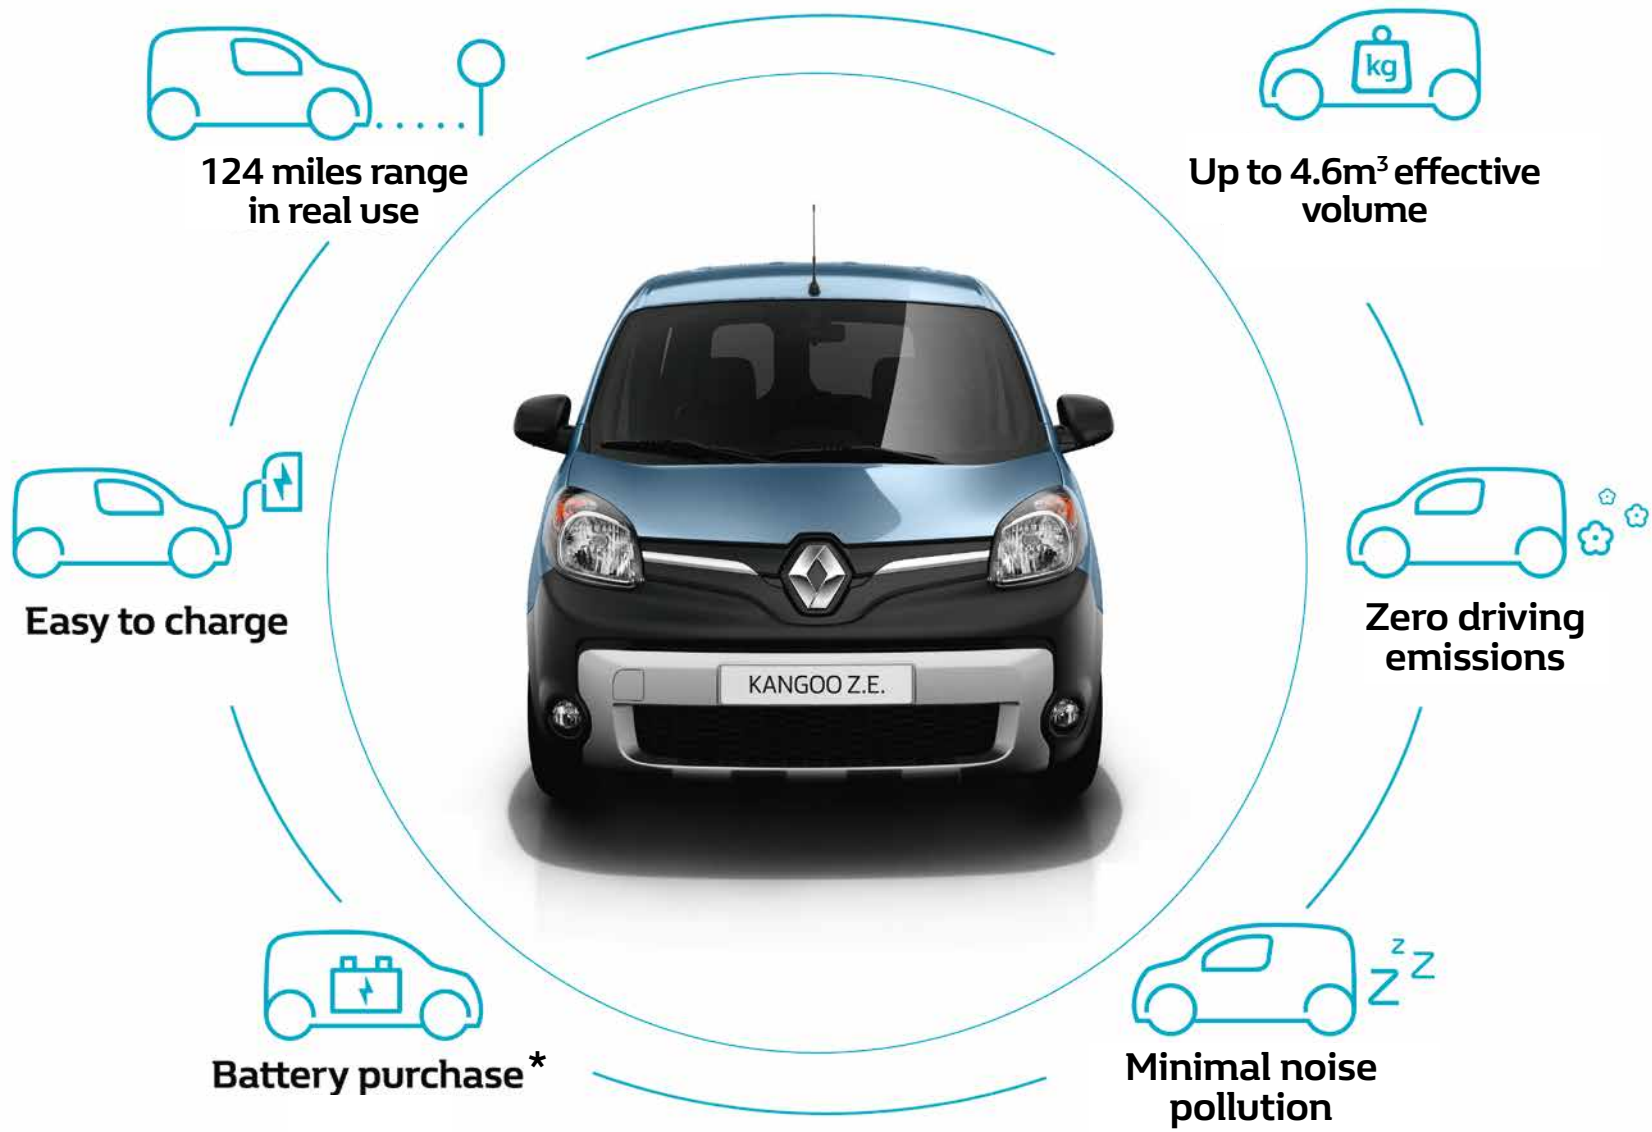 kg
124 miles range
in real use
Up to 4.6m³ effective
volume
Easy to charge
KANGOO Z.E.
Zero driving
emissions
z z
z
Battery purchase*
Minimal noise
pollution